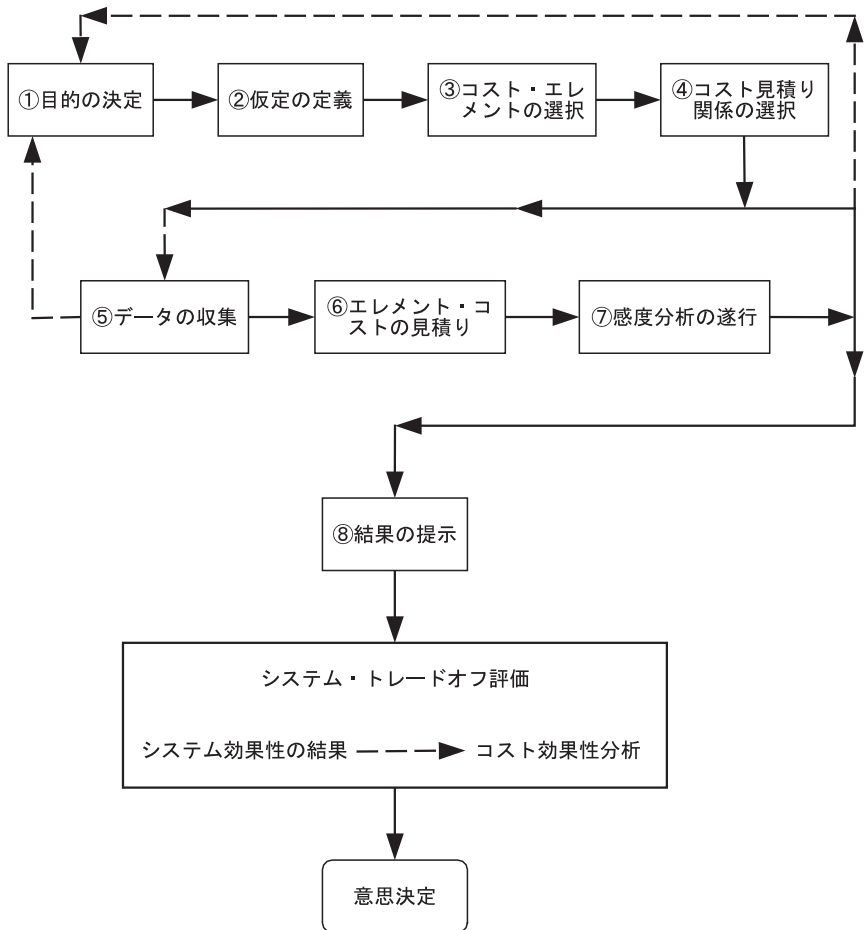 ①目的の決定
②仮定の定義
③コスト・エレ
メントの選択
④コスト見積り
関係の選択
⑤データの収集
⑥エレメント・コ
ストの見積り
⑦感度分析の遂行
⑧結果の提示
システム・トレードオフ評価
システム効果性の結果
コスト効果性分析
意思決定